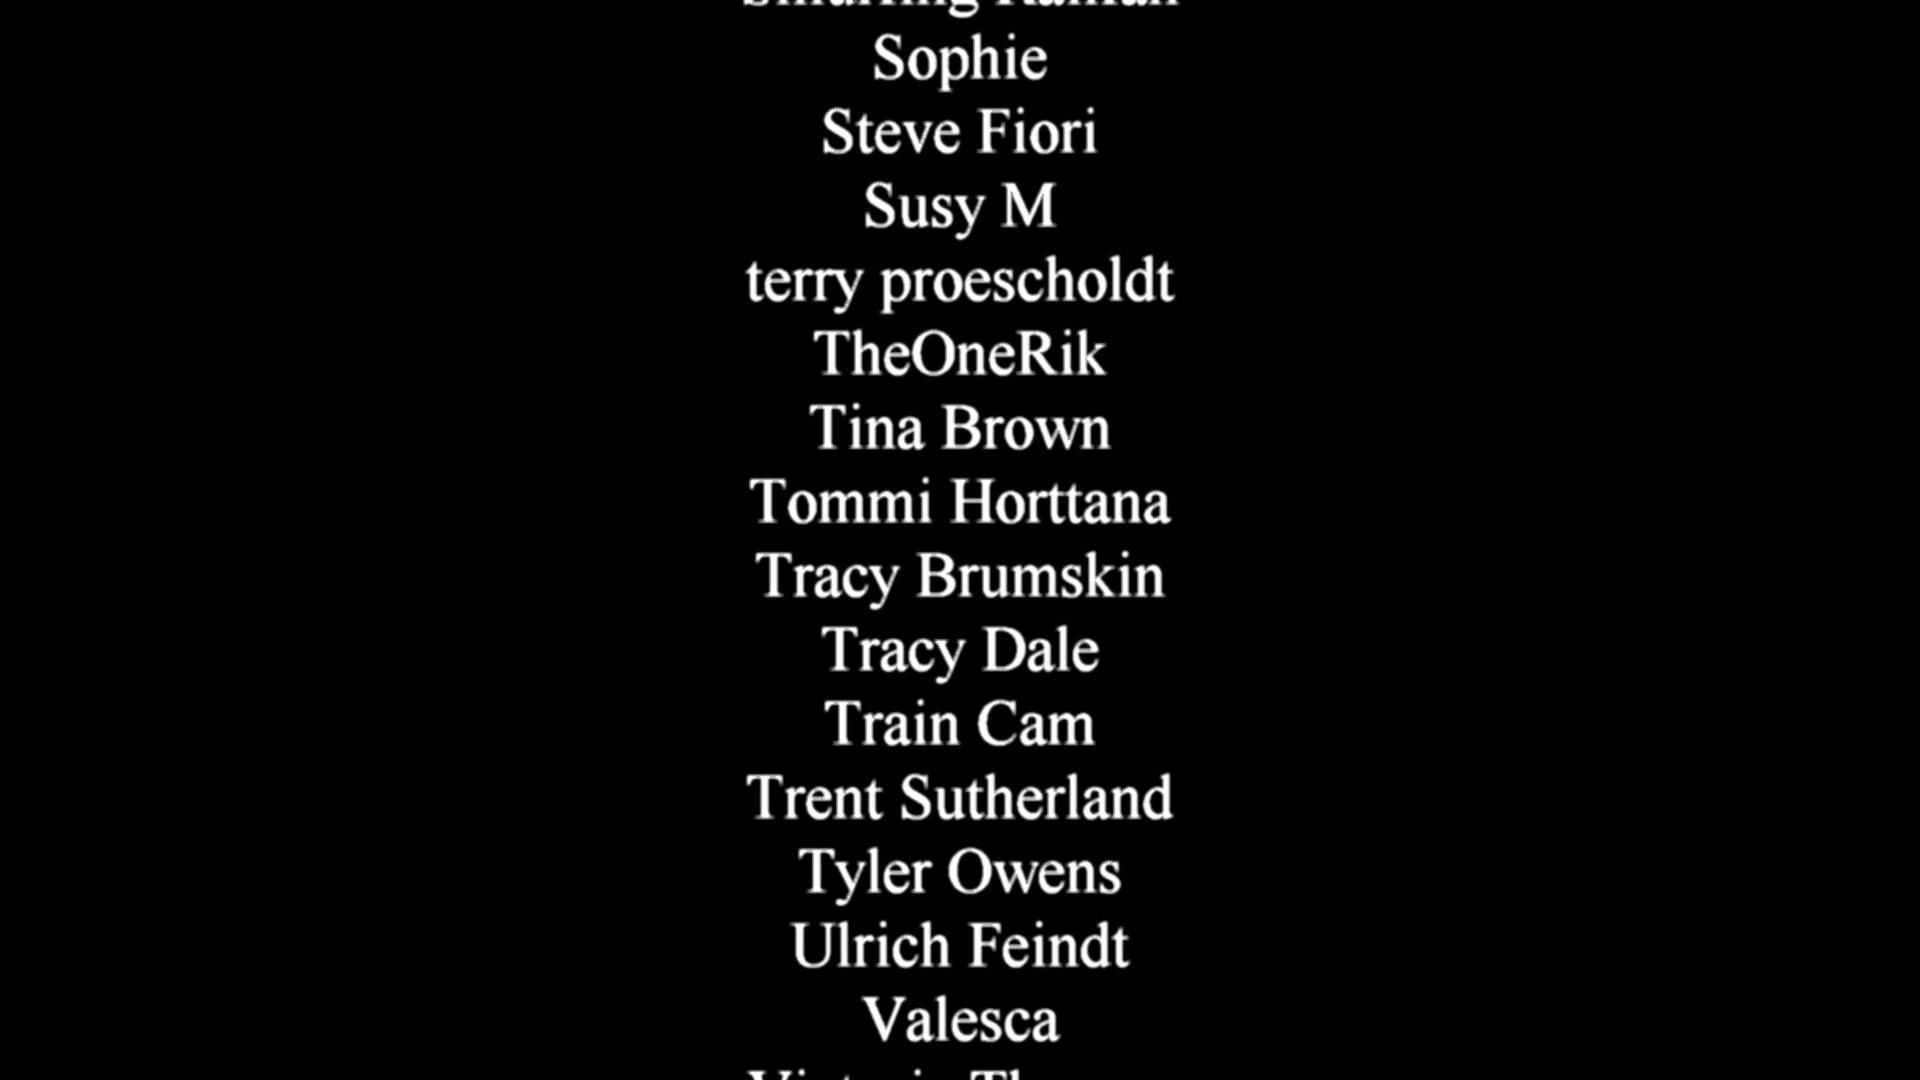 Sophie
Steve Fiori
Susy M
terry proescholdt
TheOneRik
Tina Brown
Tommi Horttana
Tracy Brumskin
Tracy Dale
Train Cam
Trent Sutherland
Tyler Owens
Ulrich Feindt
Valesca